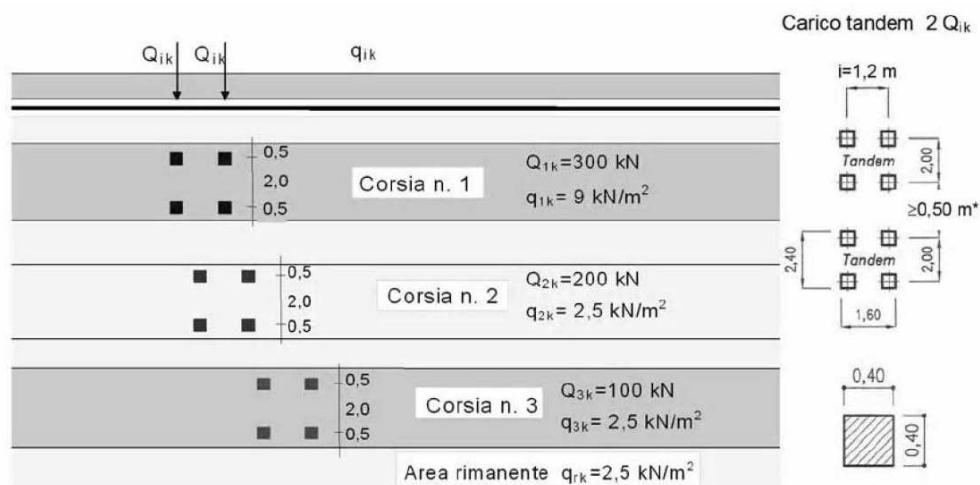 Carico tandem 2 Qik
Qik Qik qik
i=1,2 m
0,5
2,0
0,5
Corsia n. 1
Q1k=300 kN
q1k= 9 kN/m²
Tandem
2,00
≥0,50 m*
0,5
2,0
0,5
Corsia n. 2
Q2k=200 kN
q2k= 2,5 kN/m²
2,40
Tandem
2,00
1,60
0,5
2,0
0,5
Corsia n. 3
Q3k=100 kN
q3k= 2,5 kN/m²
0,40
0,40
Area rimanente qrk=2,5 kN/m²